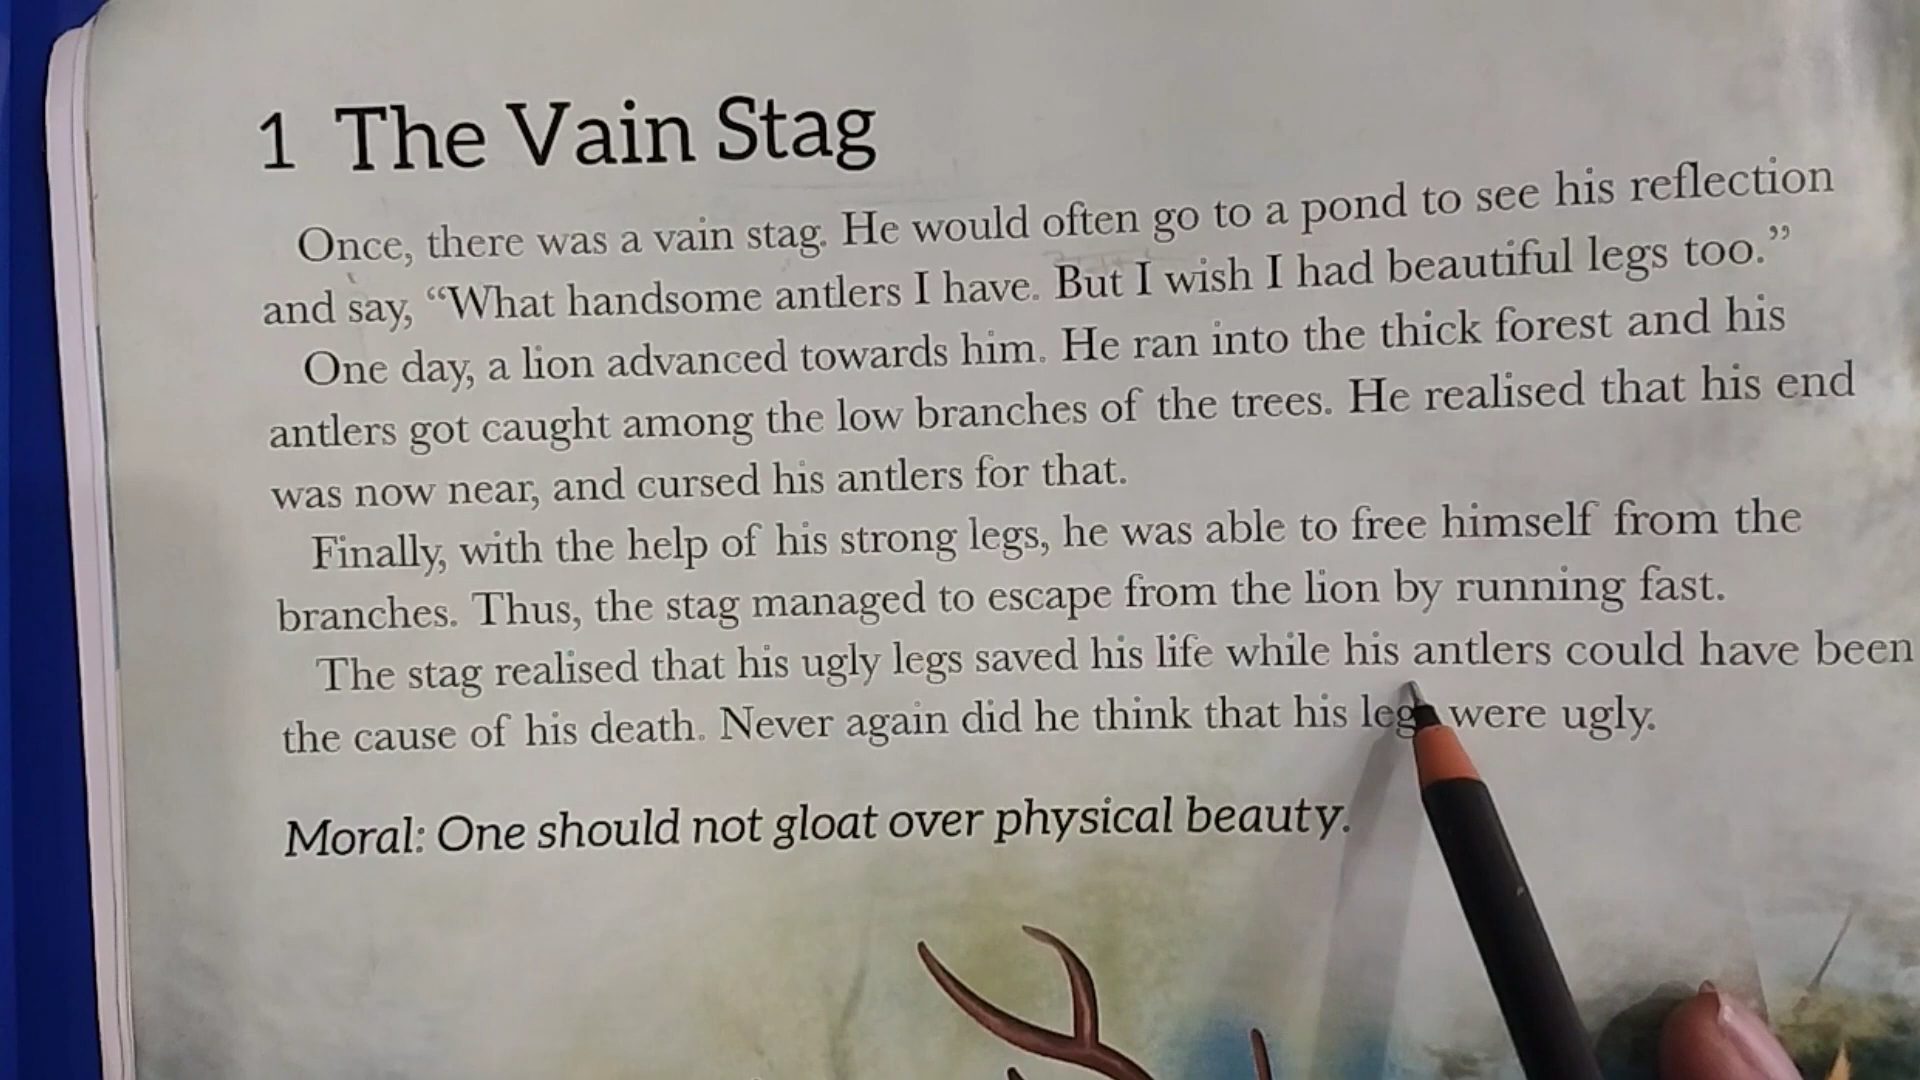 1 The Vain Stag
Once, there was a vain stag. He would often go to a pond to see his reflection
and say, “What handsome antlers I have. But I wish I had beautiful legs too.”
One day, a lion advanced towards him. He ran into the thick forest and his
antlers got caught among the low branches of the trees. He realised that his end
was now near, and cursed his antlers for that.
Finally, with the help of his strong legs, he was able to free himself from the
branches. Thus, the stag managed to escape from the lion by running fast.
The stag realised that his ugly legs saved his life while his antlers could have been
the cause of his death. Never again did he think that his legs were ugly.
Moral: One should not gloat over physical beauty.